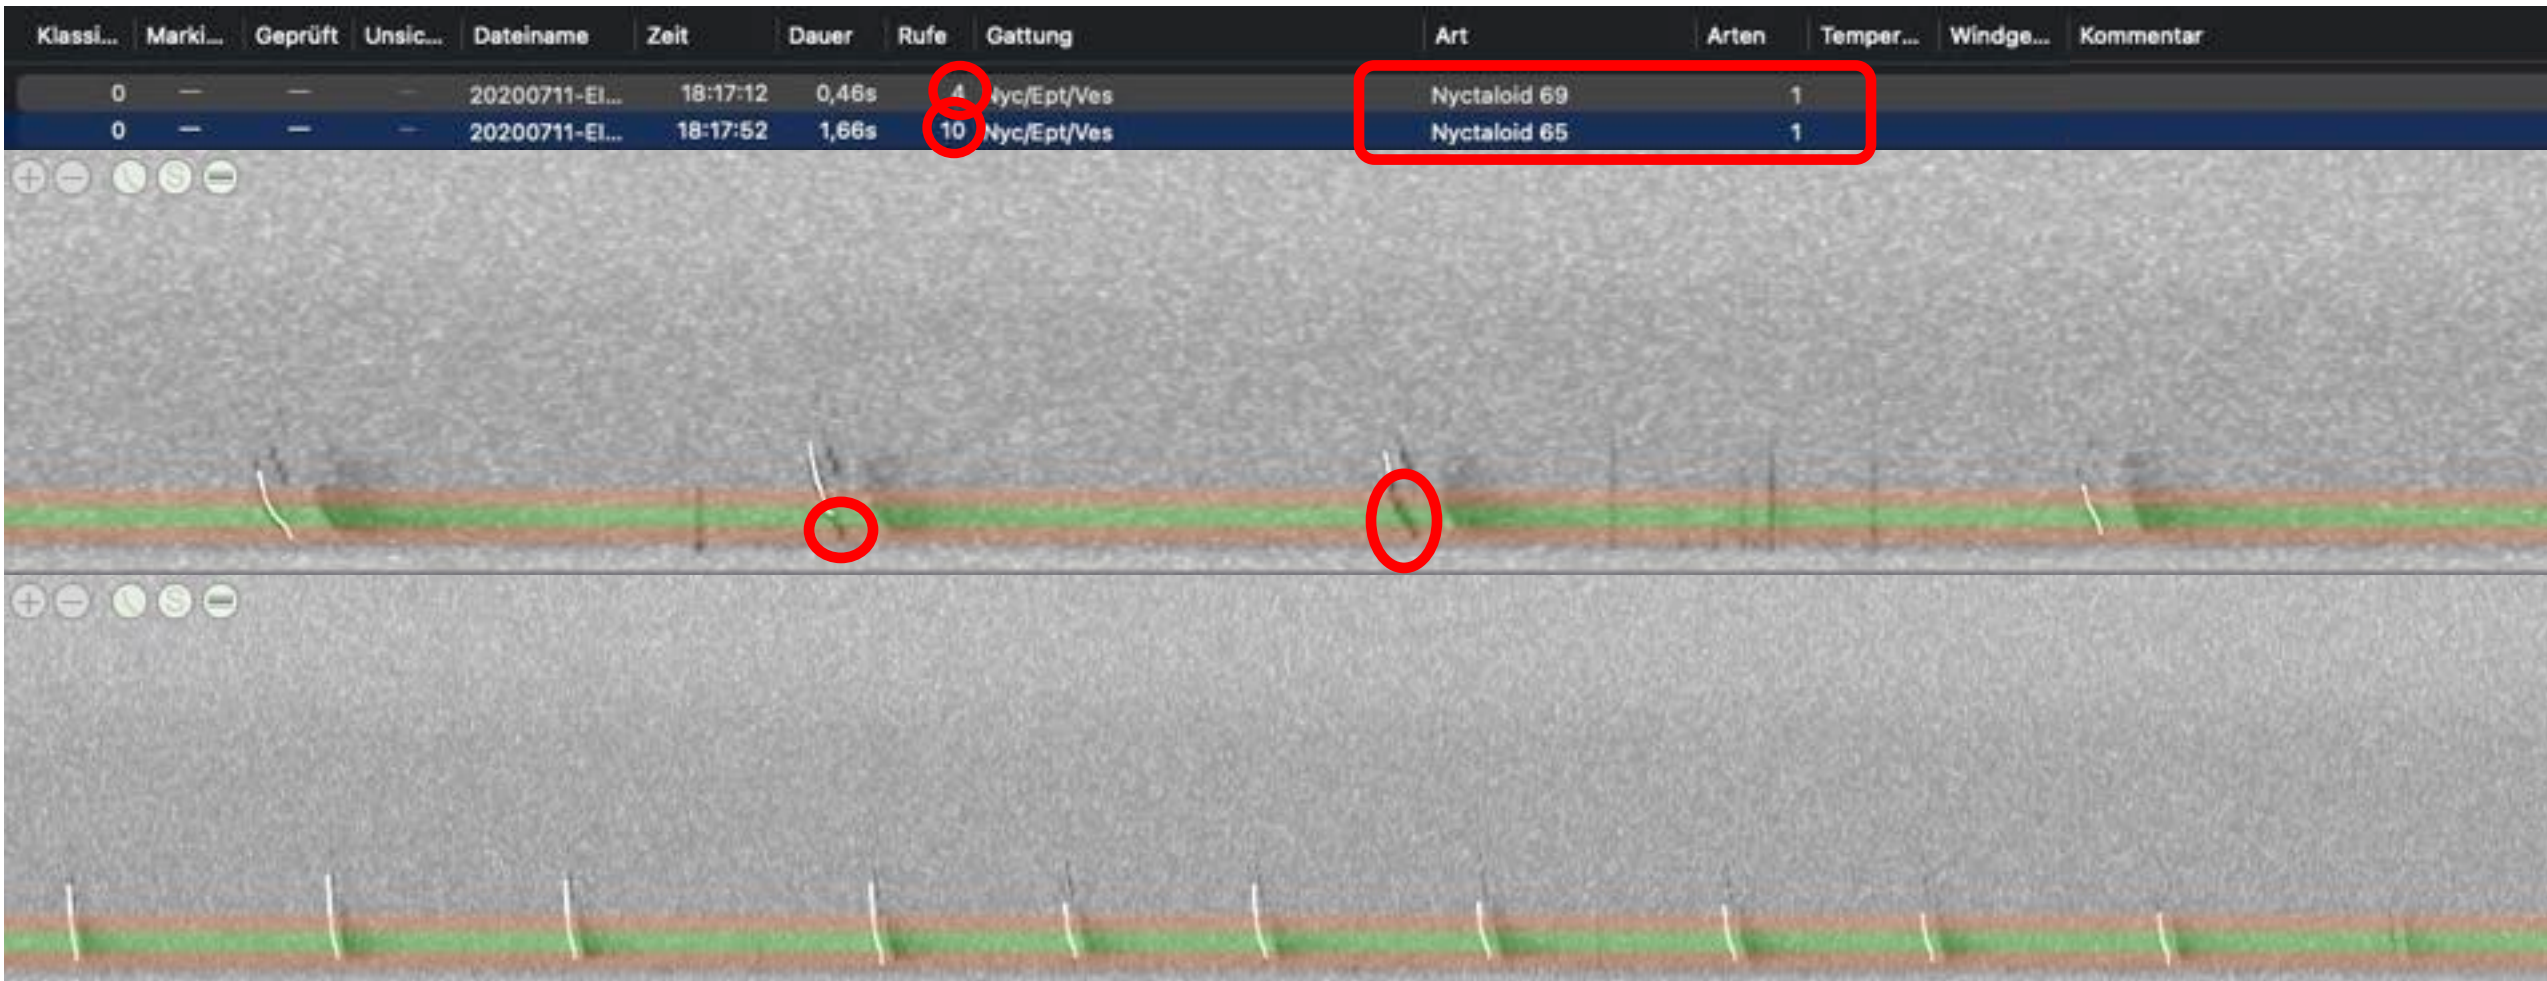 Klassi... Marki... Geprüft Unsic... Dateiname Zeit Dauer Rufe Gattung Art Arten Temper... Windge... Kommentar
0 — — — 20200711-EI... 18:17:12 0,46s 4 Nyc/Ept/Ves Nyctaloid 69 1
0 — — — 20200711-EI... 18:17:52 1,66s 10 Nyc/Ept/Ves Nyctaloid 65 1
S
S